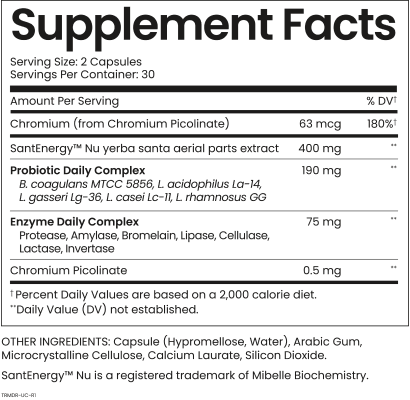 Supplement Facts
Serving Size: 2 Capsules
Servings Per Container: 30
Amount Per Serving % DV†
Chromium (from Chromium Picolinate) 63 mcg 180%†
SantEnergy™ Nu yerba santa aerial parts extract 400 mg **
Probiotic Daily Complex 190 mg **
B. coagulans MTCC 5856, L. acidophilus La-14,
L. gasseri Lg-36, L. casei Lc-11, L. rhamnosus GG
Enzyme Daily Complex 75 mg **
Protease, Amylase, Bromelain, Lipase, Cellulase,
Lactase, Invertase
Chromium Picolinate 0.5 mg **
†Percent Daily Values are based on a 2,000 calorie diet.
**Daily Value (DV) not established.
OTHER INGREDIENTS: Capsule (Hypromellose, Water), Arabic Gum,
Microcrystalline Cellulose, Calcium Laurate, Silicon Dioxide.
SantEnergy™ Nu is a registered trademark of Mibelle Biochemistry.
TRMDR-UC-R1